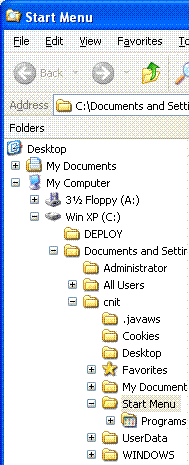 Start Menu
File Edit View Favorites To
Back
Address C:\Documents and Settin
Folders
Desktop
My Documents
My Computer
3½ Floppy (A:)
Win XP (C:)
DEPLOY
Documents and Settin
Administrator
All Users
cnit
.javaws
Cookies
Desktop
Favorites
My Document
Start Menu
Programs
UserData
WINDOWS